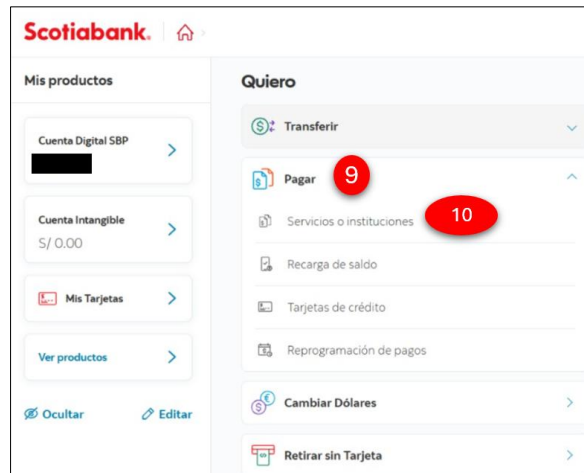 Scotiabank.
Mis productos
Cuenta Digital SBP
Cuenta Intangible
S/ 0.00
Mis Tarjetas
Ver productos
Ocultar
Editar
Quiero
Transferir
Pagar
9
Servicios o instituciones
10
Recarga de saldo
Tarjetas de crédito
Reprogramación de pagos
Cambiar Dólares
Retirar sin Tarjeta